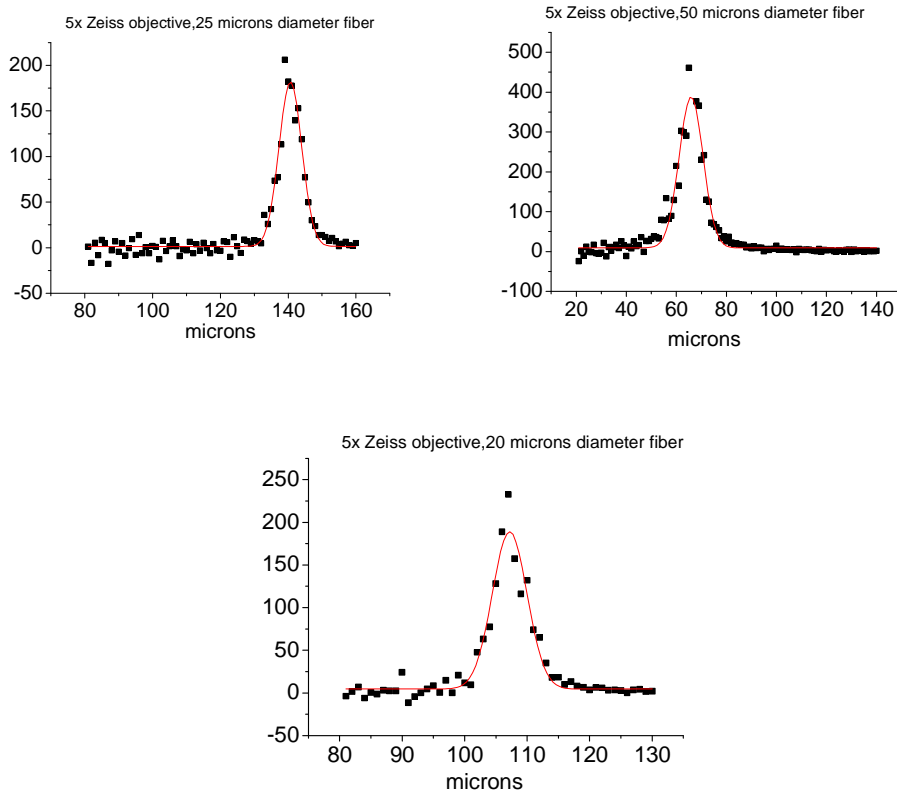 5x Zeiss objective,25 microns diameter fiber
200
150
100
50
0
-50
80 100 120 140 160
microns
5x Zeiss objective,50 microns diameter fiber
500
400
300
200
100
0
-100
20 40 60 80 100 120 140
microns
5x Zeiss objective,20 microns diameter fiber
250
200
150
100
50
0
-50
80 90 100 110 120 130
microns